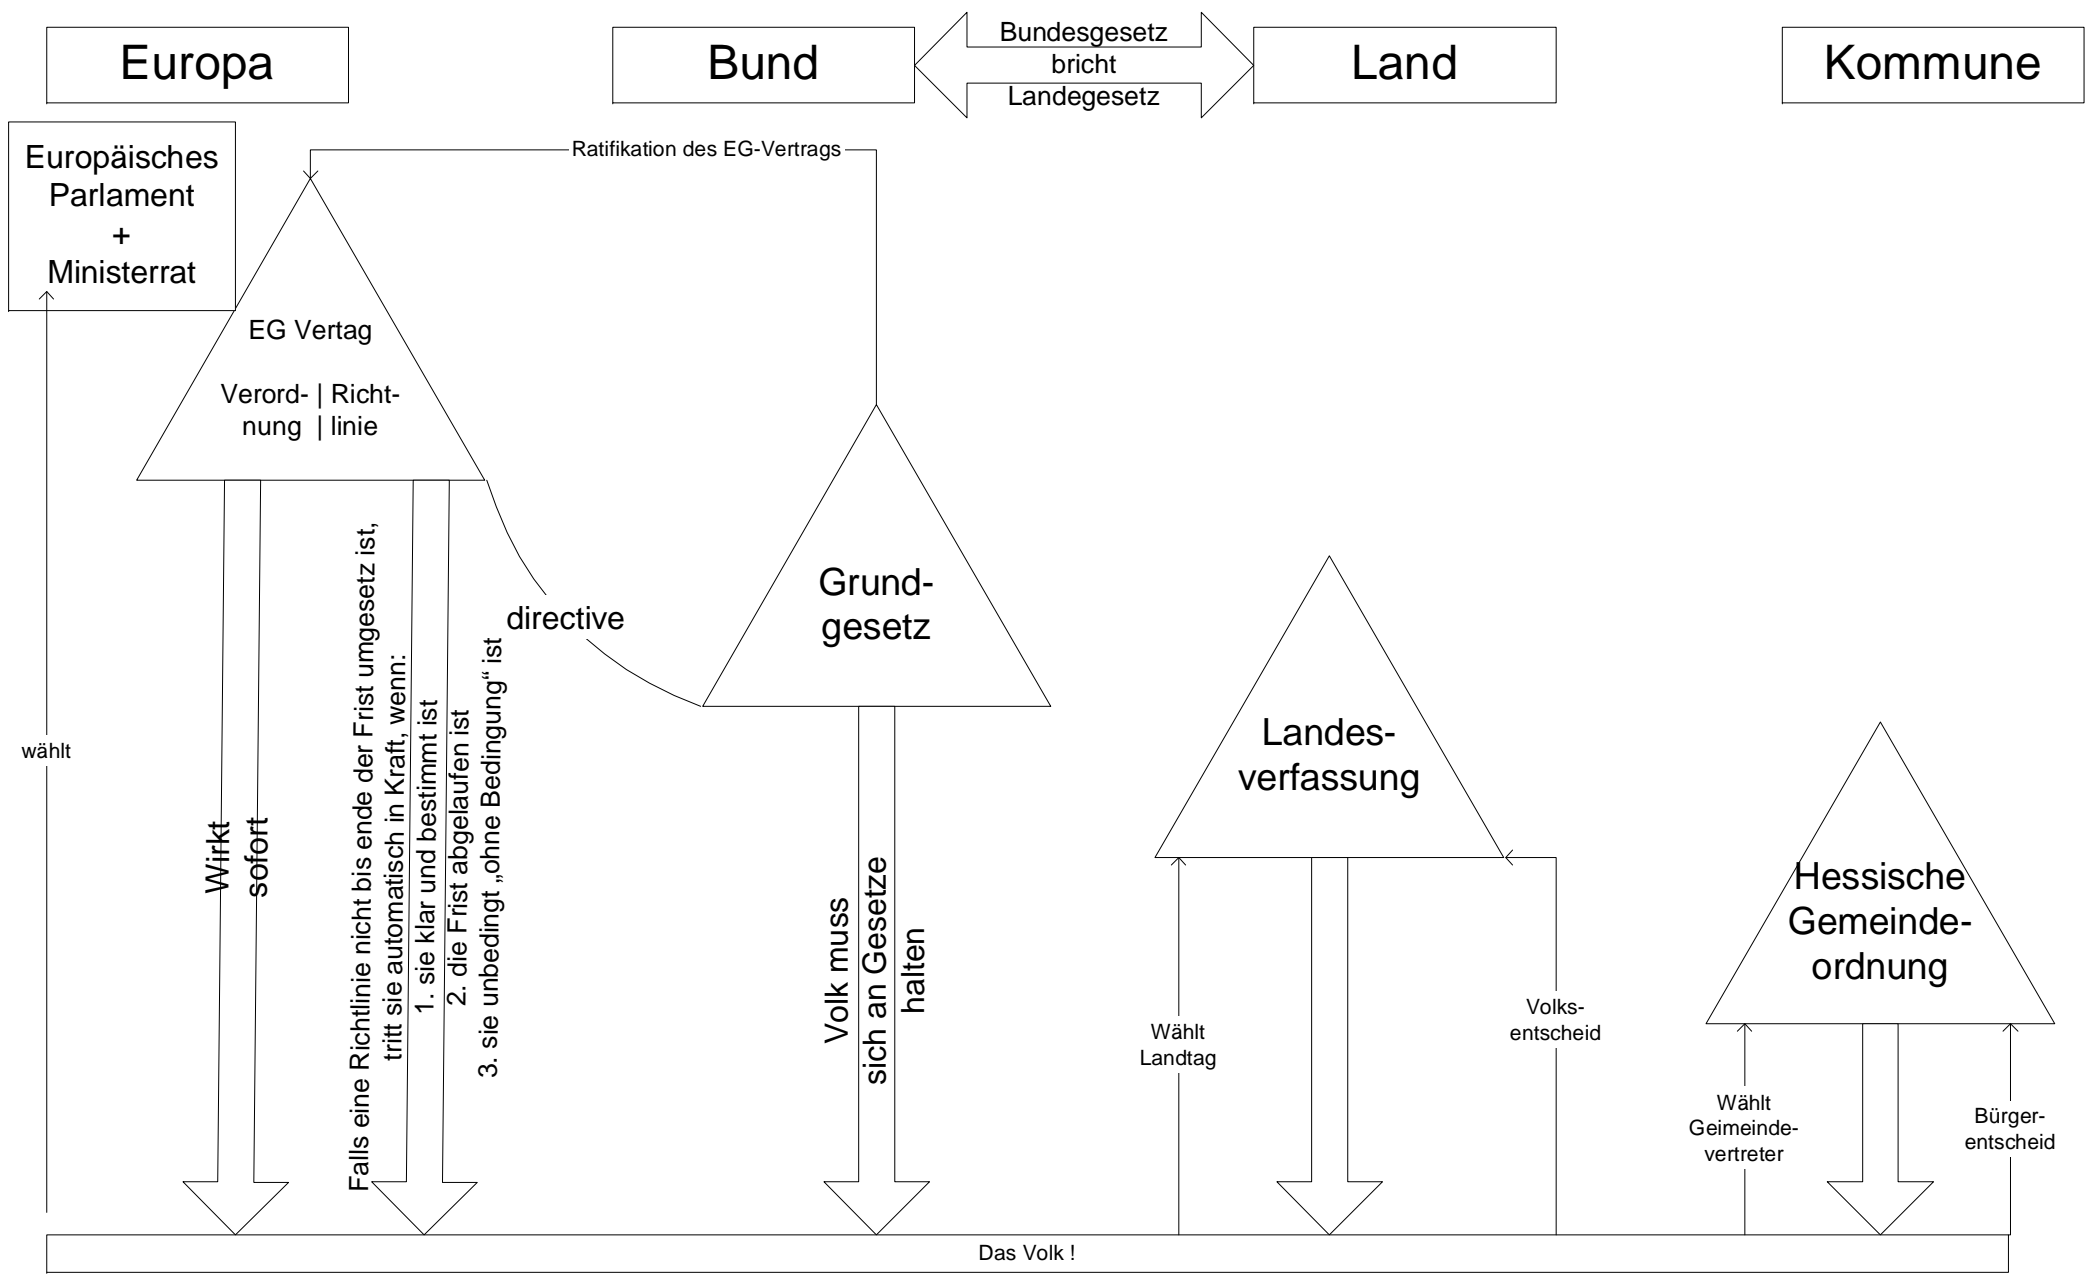 Europa
Bund
Bundesgesetz
bricht
Landegesetz
Land
Kommune
Europäisches
Parlament
+
Ministerrat
Ratifikation des EG-Vertrags
EG Vertag
Verord- | Richt-
nung | linie
directive
Grund-
gesetz
Landes-
verfassung
Hessische
Gemeinde-
ordnung
wählt
Wirkt
sofort
Falls eine Richtlinie nicht bis ende der Frist umgesetz ist,
tritt sie automatisch in Kraft, wenn:
1. sie klar und bestimmt ist
2. die Frist abgelaufen ist
3. sie unbedingt „ohne Bedingung“ ist
Volk muss
sich an Gesetze
halten
Wählt
Landtag
Volks-
entscheid
Wählt
Geimeinde-
vertreter
Bürger-
entscheid
Das Volk !